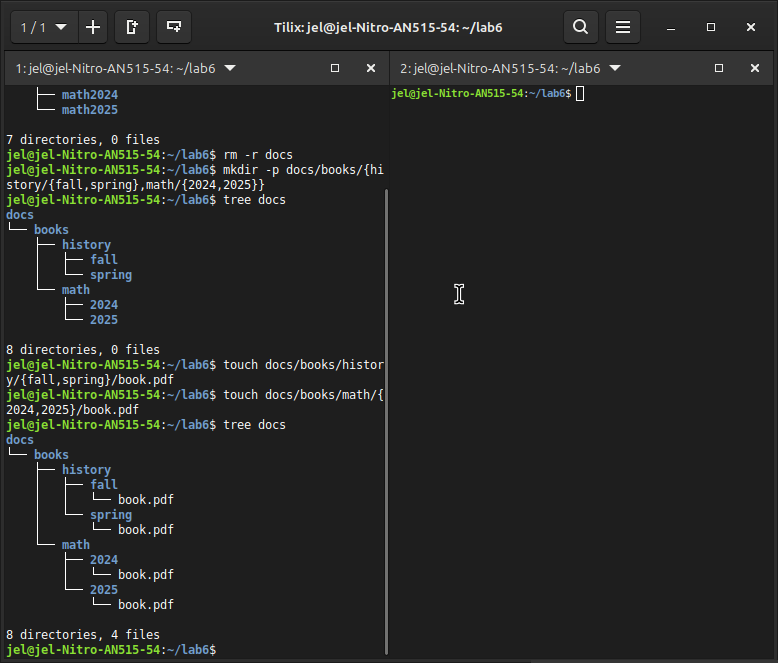 1 / 1
Tilix: jel@jel-Nitro-AN515-54: ~/lab6
1: jel@jel-Nitro-AN515-54: ~/lab6
├── math2024
└── math2025
7 directories, 0 files
jel@jel-Nitro-AN515-54:~/lab6$ rm -r docs
jel@jel-Nitro-AN515-54:~/lab6$ mkdir -p docs/books/{hi
story/{fall,spring},math/{2024,2025}}
jel@jel-Nitro-AN515-54:~/lab6$ tree docs
docs
└── books
    ├── history
    │   ├── fall
    │   └── spring
    └── math
        ├── 2024
        └── 2025
8 directories, 0 files
jel@jel-Nitro-AN515-54:~/lab6$ touch docs/books/histor
y/{fall,spring}/book.pdf
jel@jel-Nitro-AN515-54:~/lab6$ touch docs/books/math/{
2024,2025}/book.pdf
jel@jel-Nitro-AN515-54:~/lab6$ tree docs
docs
└── books
    ├── history
    │   ├── fall
    │   │   └── book.pdf
    │   └── spring
    │       └── book.pdf
    └── math
        ├── 2024
        │   └── book.pdf
        └── 2025
            └── book.pdf
8 directories, 4 files
jel@jel-Nitro-AN515-54:~/lab6$
2: jel@jel-Nitro-AN515-54: ~/lab6
jel@jel-Nitro-AN515-54:~/lab6$